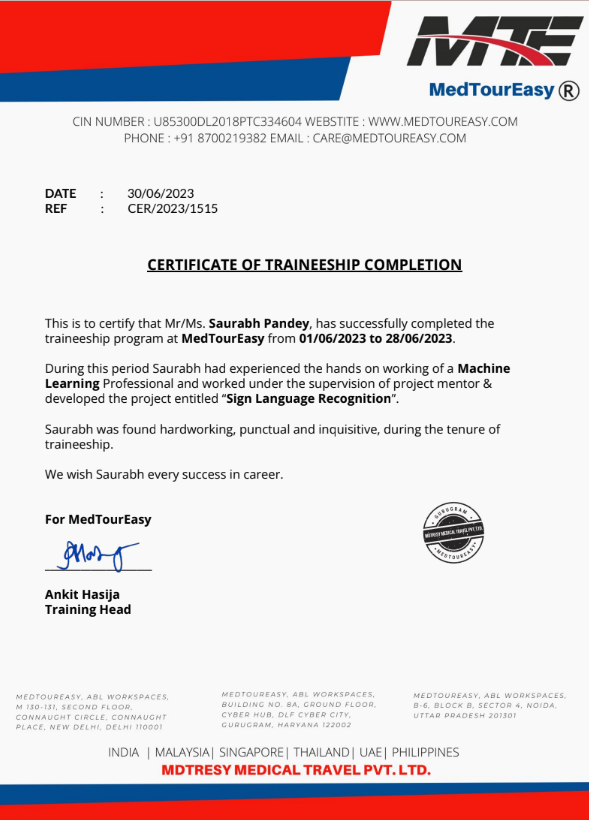 MTE
MedTourEasy ®
CIN NUMBER : U85300DL2018PTC334604 WEBSTITE : WWW.MEDTOUREASY.COM
PHONE : +91 8700219382 EMAIL : CARE@MEDTOUREASY.COM
DATE : 30/06/2023
REF : CER/2023/1515
CERTIFICATE OF TRAINEESHIP COMPLETION
This is to certify that Mr/Ms. Saurabh Pandey, has successfully completed the
traineeship program at MedTourEasy from 01/06/2023 to 28/06/2023.
During this period Saurabh had experienced the hands on working of a Machine
Learning Professional and worked under the supervision of project mentor &
developed the project entitled “Sign Language Recognition”.
Saurabh was found hardworking, punctual and inquisitive, during the tenure of
traineeship.
We wish Saurabh every success in career.
For MedTourEasy
GURUGRAM
MDTRESY MEDICAL TRAVEL PVT. LTD.
MEDTOUREASY
Ankit Hasija
Training Head
MEDTOUREASY, ABL WORKSPACES,
M 130-131, SECOND FLOOR,
CONNAUGHT CIRCLE, CONNAUGHT
PLACE, NEW DELHI, DELHI 110001
MEDTOUREASY, ABL WORKSPACES,
BUILDING NO. 8A, GROUND FLOOR,
CYBER HUB, DLF CYBER CITY,
GURUGRAM, HARYANA 122002
MEDTOUREASY, ABL WORKSPACES,
B-6, BLOCK B, SECTOR 4, NOIDA,
UTTAR PRADESH 201301
INDIA | MALAYSIA| SINGAPORE| THAILAND| UAE| PHILIPPINES
MDTRESY MEDICAL TRAVEL PVT. LTD.